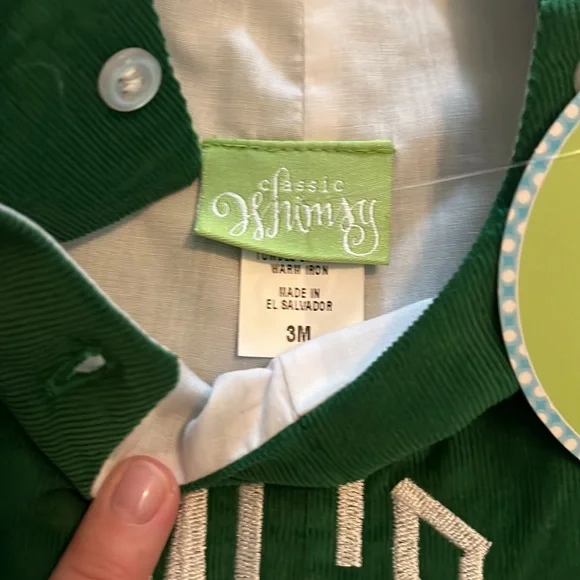 classic
Whimsy
WARM IRON
MADE IN
EL SALVADOR
3M